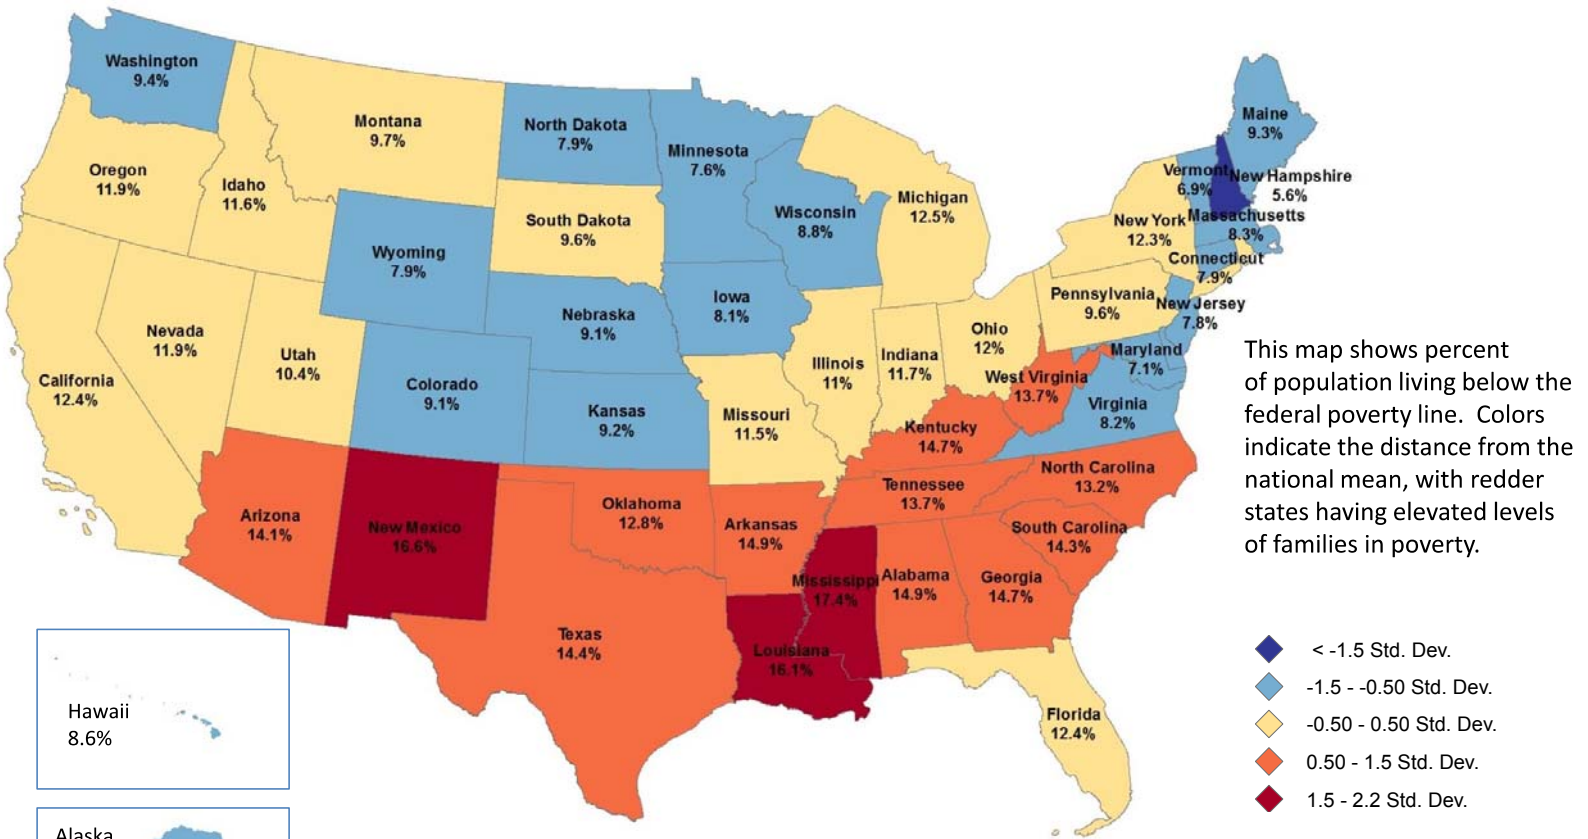 Washington
9.4%
Montana
9.7%
North Dakota
7.9%
Minnesota
7.6%
Maine
9.3%
Oregon
11.9%
Idaho
11.6%
South Dakota
9.6%
Wisconsin
8.8%
Michigan
12.5%
Vermont
6.9%
New Hampshire
5.6%
New York
12.3%
Massachusetts
8.3%
Wyoming
7.9%
Connecticut
7.9%
Iowa
8.1%
Nebraska
9.1%
Pennsylvania
9.6%
New Jersey
7.8%
Nevada
11.9%
Utah
10.4%
Illinois
11%
Indiana
11.7%
Ohio
12%
Maryland
7.1%
California
12.4%
Colorado
9.1%
Kansas
9.2%
Missouri
11.5%
West Virginia
13.7%
Virginia
8.2%
Kentucky
14.7%
North Carolina
13.2%
Tennessee
13.7%
Arizona
14.1%
New Mexico
16.6%
Oklahoma
12.8%
Arkansas
14.9%
South Carolina
14.3%
Mississippi
17.4%
Alabama
14.9%
Georgia
14.7%
Texas
14.4%
Louisiana
16.1%
Florida
12.4%
Hawaii
8.6%
Alaska
This map shows percent
of population living below the
federal poverty line. Colors
indicate the distance from the
national mean, with redder
states having elevated levels
of families in poverty.
< -1.5 Std. Dev.
-1.5 - -0.50 Std. Dev.
-0.50 - 0.50 Std. Dev.
0.50 - 1.5 Std. Dev.
1.5 - 2.2 Std. Dev.